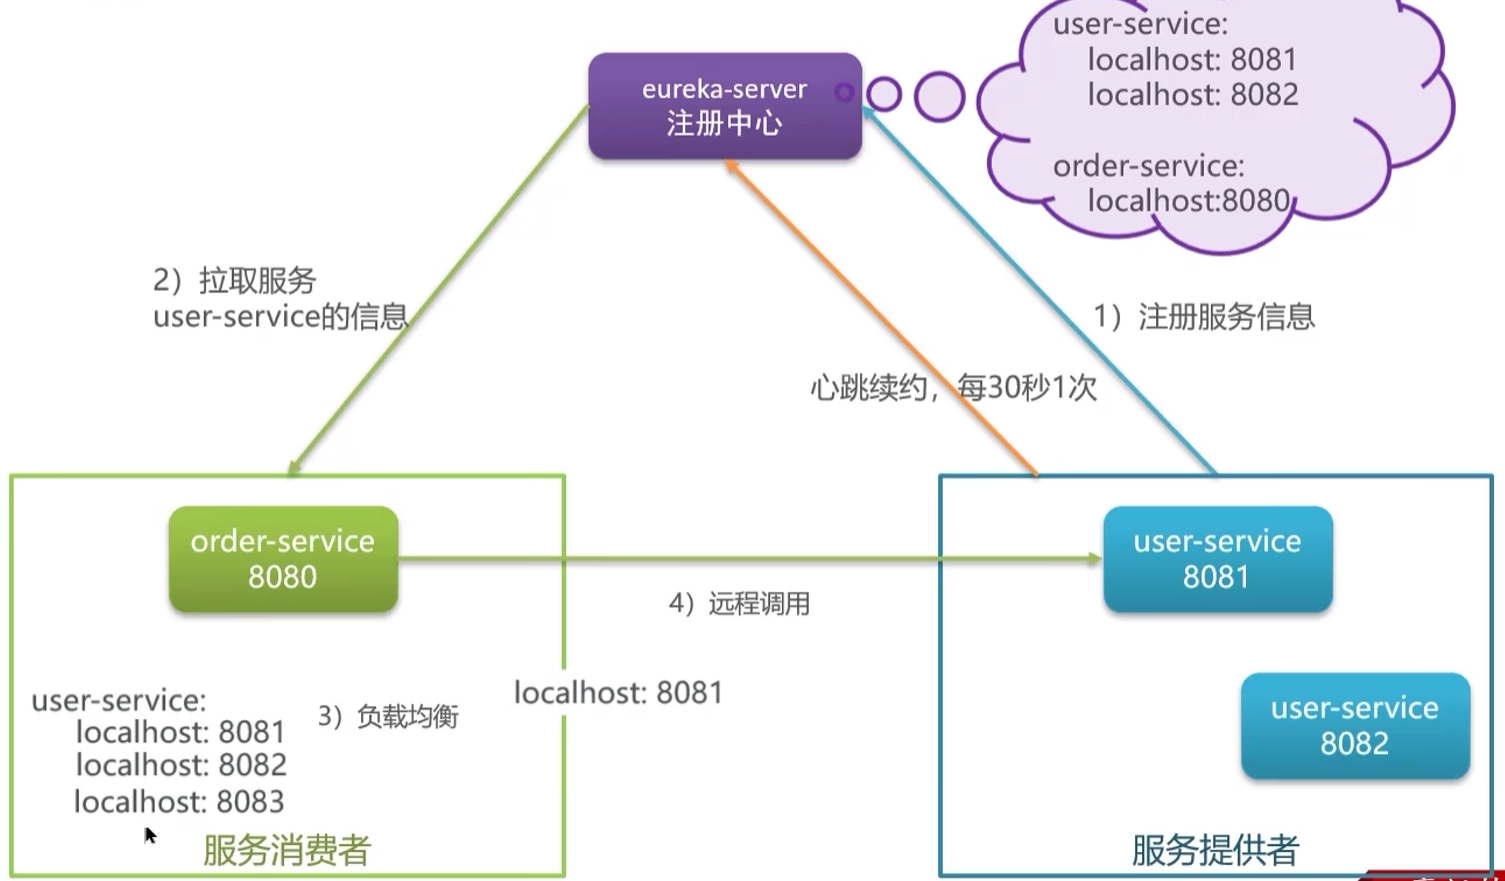 user-service:
localhost: 8081
localhost: 8082
order-service:
localhost:8080
eureka-server
注册中心
2）拉取服务
user-service的信息
1）注册服务信息
心跳续约，每30秒1次
order-service
8080
user-service
8081
4）远程调用
localhost: 8081
user-service:
localhost: 8081
localhost: 8082
localhost: 8083
3）负载均衡
user-service
8082
服务消费者
服务提供者